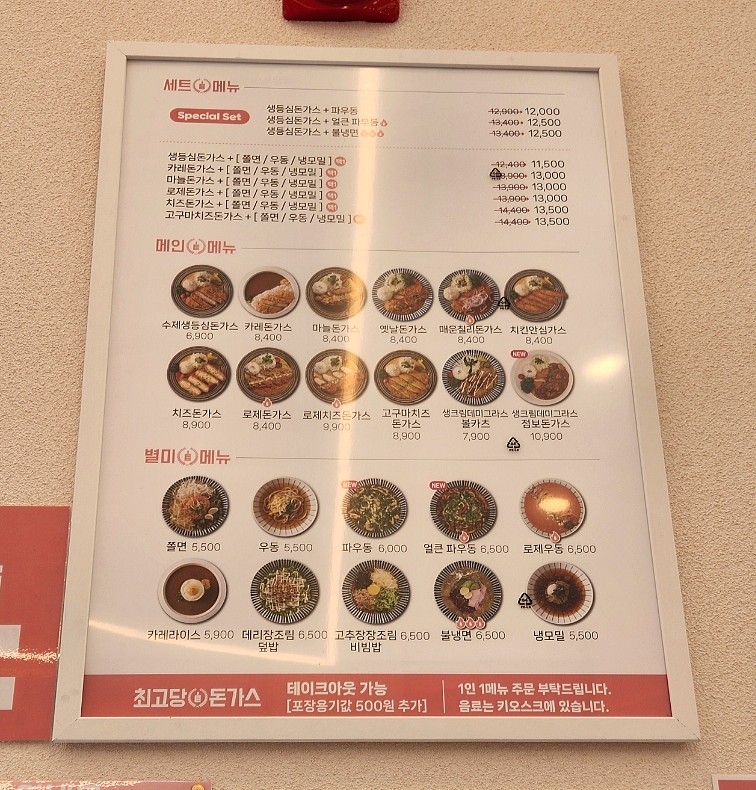 세트 메뉴
Special Set
생등심돈가스 + 파우동 12,900 12,000
생등심돈가스 + 얼큰 파우동 13,400 12,500
생등심돈가스 + 불냉면 13,400 12,500
생등심돈가스 + [ 쫄면 / 우동 / 냉모밀 ] 12,400 11,500
카레돈가스 + [ 쫄면 / 우동 / 냉모밀 ] 13,900 13,000
마늘돈가스 + [ 쫄면 / 우동 / 냉모밀 ] 13,900 13,000
로제돈가스 + [ 쫄면 / 우동 / 냉모밀 ] 13,900 13,000
치즈돈가스 + [ 쫄면 / 우동 / 냉모밀 ] 14,400 13,500
고구마치즈돈가스 + [ 쫄면 / 우동 / 냉모밀 ] 14,400 13,500
메인 메뉴
수제생등심돈가스 카레돈가스 마늘돈가스 옛날돈가스 매운칠리돈가스 치킨안심가스
6,900 8,400 8,400 8,400 8,400 8,400
NEW
치즈돈가스 로제돈가스 로제치즈돈가스 고구마치즈 생크림데미그라스 생크림데미그라스
돈가스 볼카츠 점보돈가스
8,900 8,400 9,900 8,900 7,900 10,900
별미 메뉴
NEW NEW
쫄면 5,500 우동 5,500 파우동 6,000 얼큰 파우동 6,500 로제우동 6,500
카레라이스 5,900 데리장조림 6,500 고추장장조림 6,500 불냉면 6,500 냉모밀 5,500
덮밥 비빔밥
최고당 돈가스
테이크아웃 가능
[포장용기값 500원 추가]
1인 1메뉴 주문 부탁드립니다.
음료는 키오스크에 있습니다.